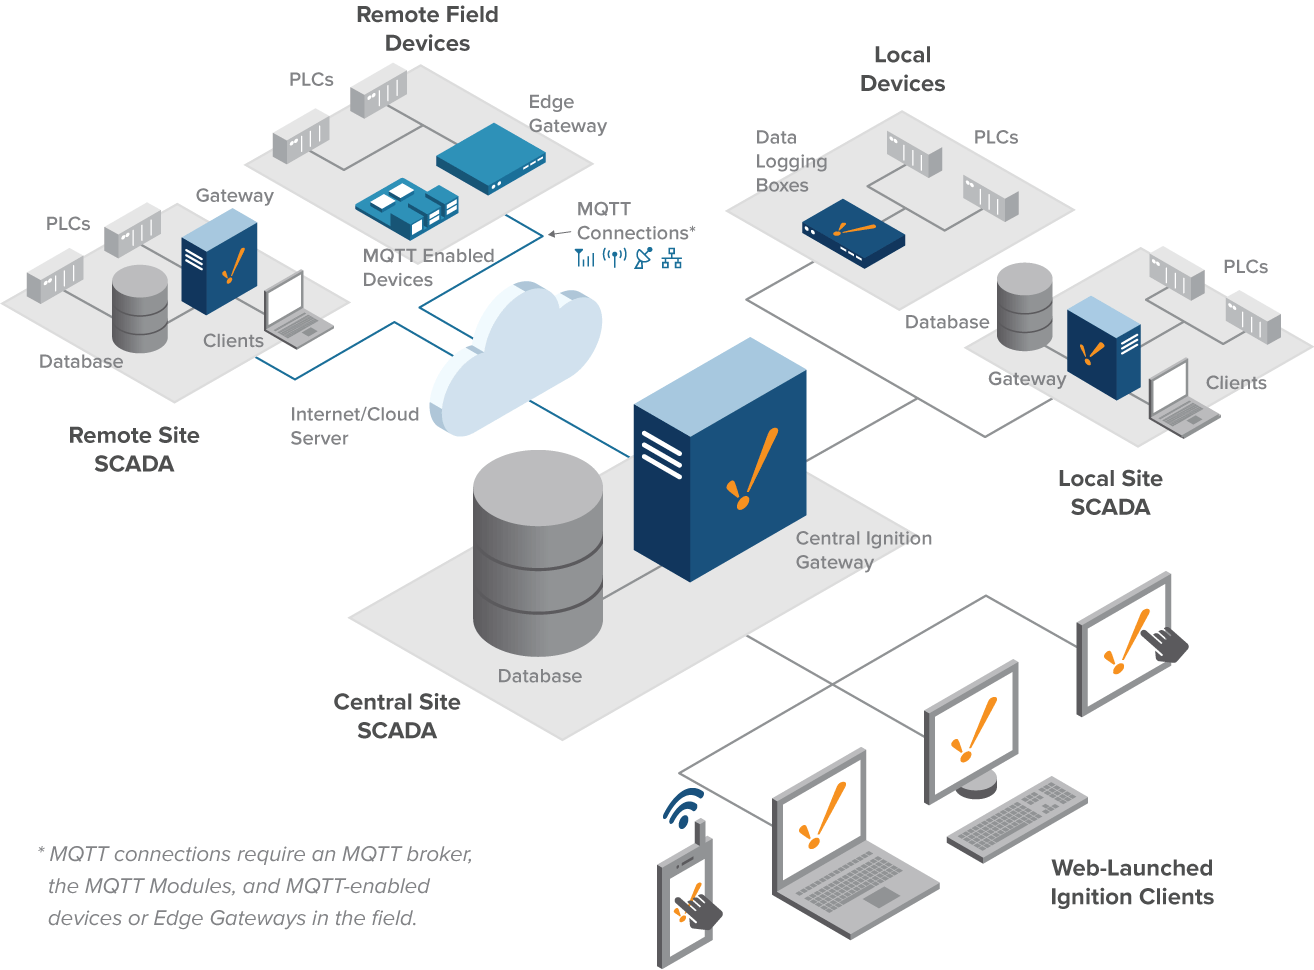 Remote Field
Devices
PLCs
Edge
Gateway
MQTT Enabled
Devices
MQTT
Connections*
Local
Devices
Data
Logging
Boxes
PLCs
Gateway
PLCs
Database
Clients
Remote Site
SCADA
Internet/Cloud
Server
PLCs
Database
Gateway
Clients
Local Site
SCADA
Central Ignition
Gateway
Database
Central Site
SCADA
Web-Launched
Ignition Clients
* MQTT connections require an MQTT broker,
the MQTT Modules, and MQTT-enabled
devices or Edge Gateways in the field.